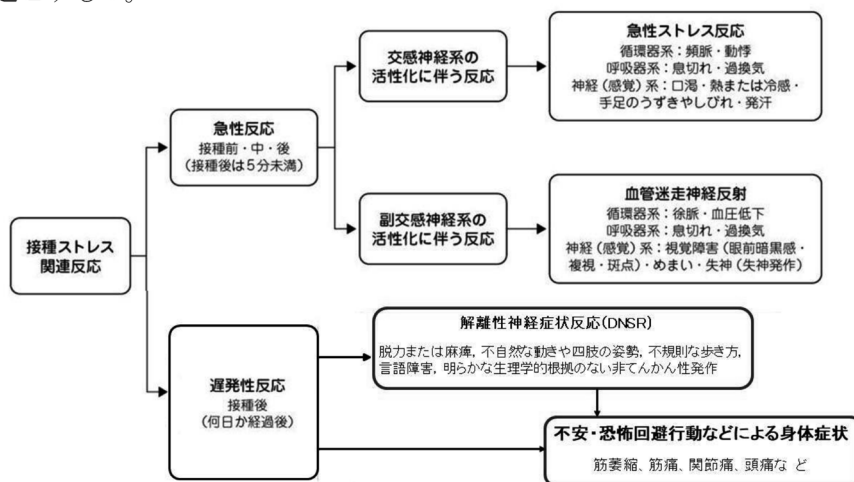 接種ストレス
関連反応
急性反応
接種前・中・後
(接種後は5分未満)
交感神経系の
活性化に伴う反応
急性ストレス反応
循環器系:頻脈・動悸
呼吸器系:息切れ・過換気
神経(感覚)系:口渇・熱または冷感・
手足のうずきやしびれ・発汗
副交感神経系の
活性化に伴う反応
血管迷走神経反射
循環器系:徐脈・血圧低下
呼吸器系:息切れ・過換気
神経(感覚)系:視覚障害(眼前暗黒感・
複視・斑点)・めまい・失神(失神発作)
遅発性反応
接種後
(何日か経過後)
解離性神経症状反応(DNSR)
脱力または麻痺, 不自然な動きや四肢の姿勢, 不規則な歩き方,
言語障害, 明らかな生理学的根拠のない非てんかん性発作
不安・恐怖回避行動などによる身体症状
筋萎縮、筋痛、関節痛、頭痛な ど